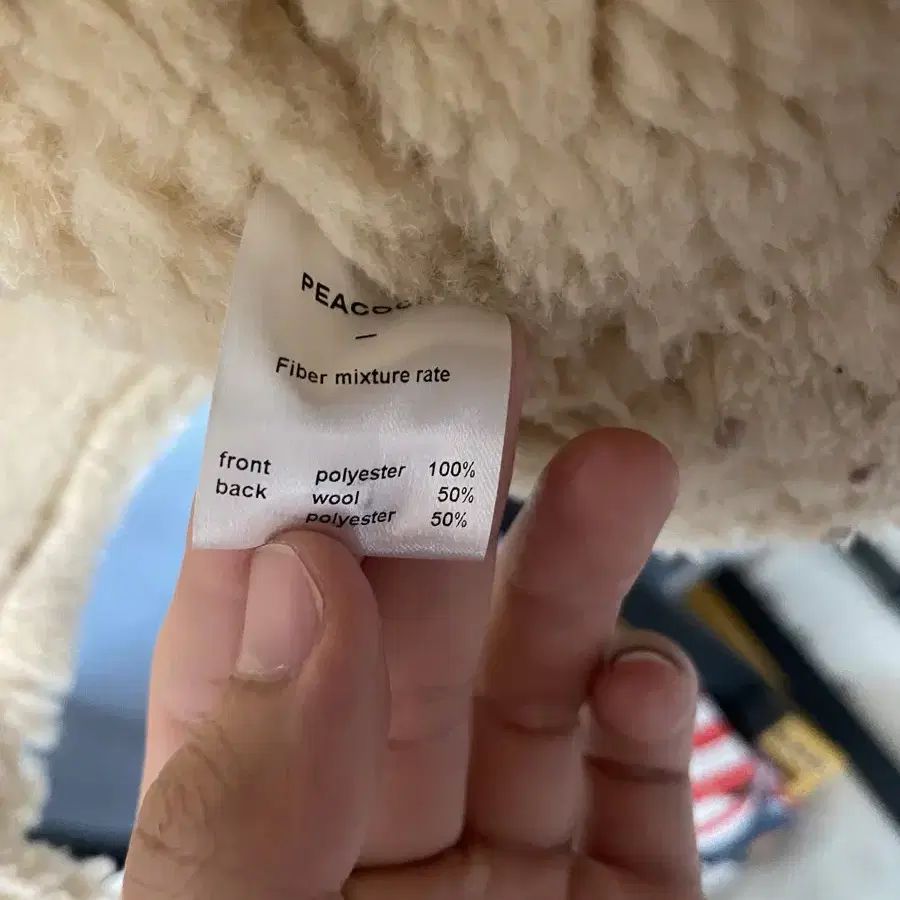 Fiber mixture rate
front polyester 100%
back wool 50%
polyester 50%